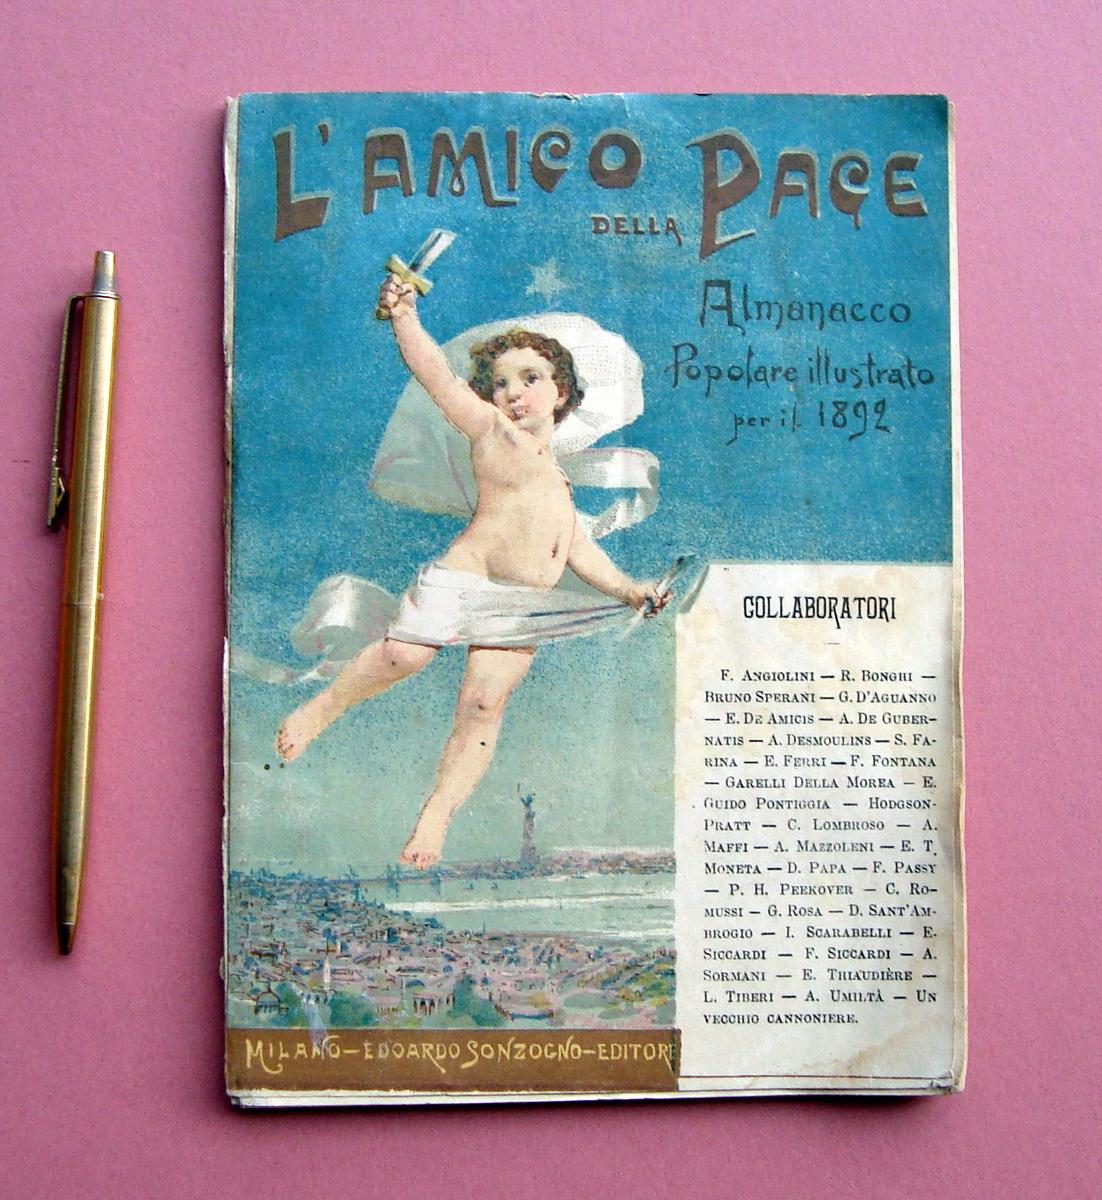 L'AMICO
DELLA PACE
Almanacco
Popolare illustrato
per il 1892
COLLABORATORI
F. ANGIOLINI — R. BONGHI —
BRUNO SPERANI — G. D'AGUANNO
— E. DE AMICIS — A. DE GUBER-
NATIS — A. DESMOULINS — S. FA-
RINA — E. FERRI — F. FONTANA
— GARELLI DELLA MOREA — E.
GUIDO PONTIGGIA — HODGSON-
PRATT — C. LOMBROSO — A.
MAFFI — A. MAZZOLENI — E. T.
MONETA — D. PAPA — F. PASSY
— P. H. PEEKOVER — C. RO-
MUSSI — G. ROSA — D. SANT'AM-
BROGIO — I. SCARABELLI — E.
SICCARDI — F. SICCARDI — A.
SORMANI — E. THIAUDIÈRE —
L. TIBERI — A. UMILTÀ — UN
VECCHIO CANNONIERE.
MILANO—EDOARDO SONZOGNO—EDITORE